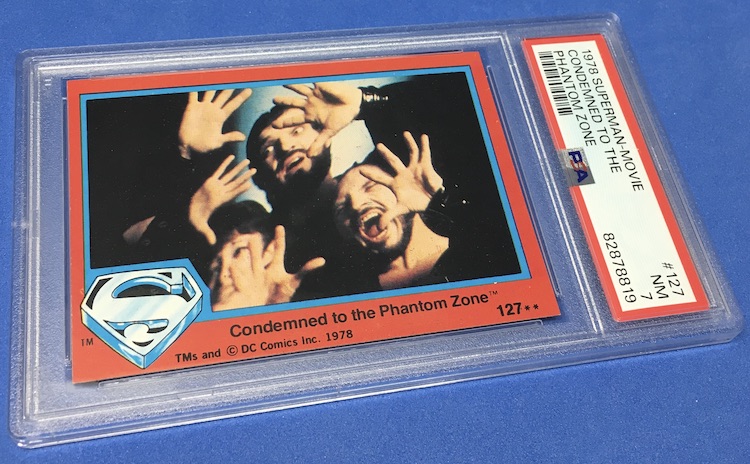 Condemned to the Phantom Zone™
127**
TM
TMs and © DC Comics Inc. 1978
1978 SUPERMAN-MOVIE
CONDEMNED TO THE
PHANTOM ZONE
#127
NM
7
82878819
PSA